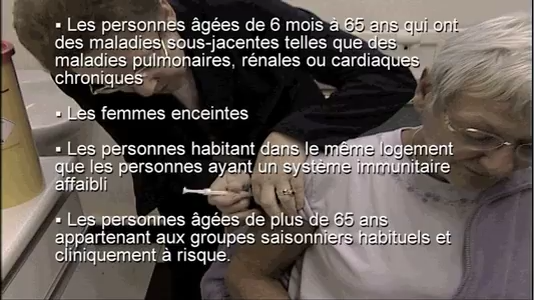 ▪ Les personnes âgées de 6 mois à 65 ans qui ont
des maladies sous-jacentes telles que des
maladies pulmonaires, rénales ou cardiaques
chroniques
▪ Les femmes enceintes
▪ Les personnes habitant dans le même logement
que les personnes ayant un système immunitaire
affaibli
▪ Les personnes âgées de plus de 65 ans
appartenant aux groupes saisonniers habituels et
cliniquement à risque.